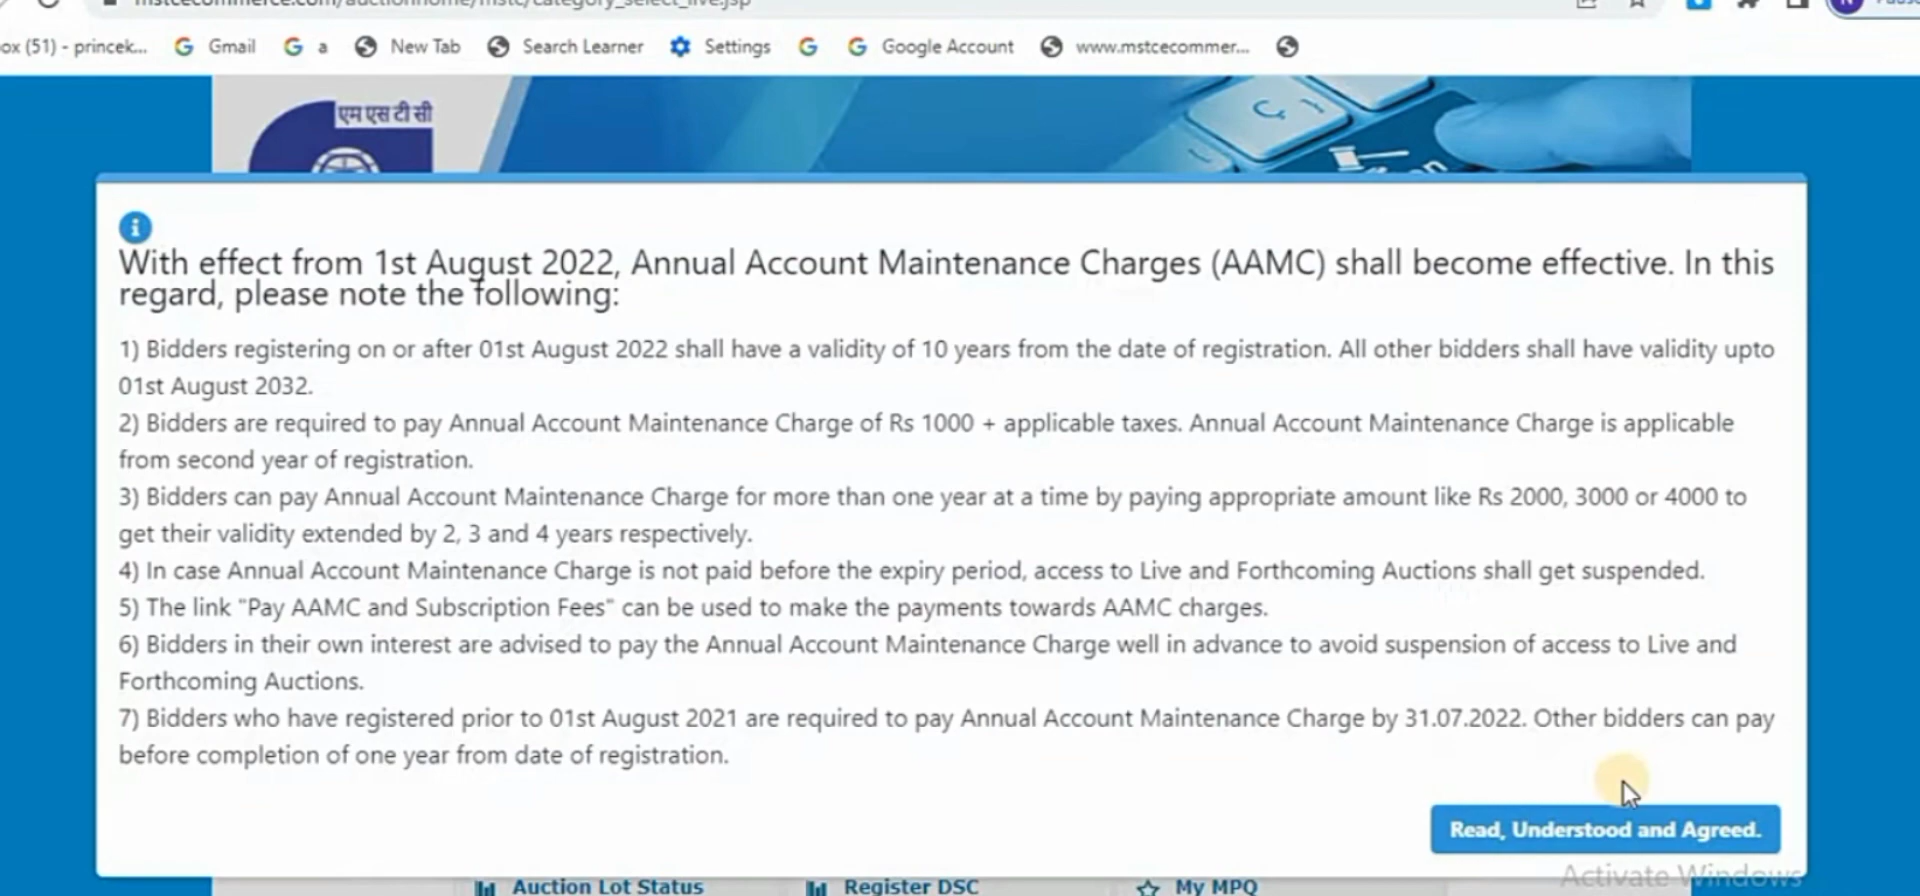 mstcecommerce.com/auctionhome/mstc/category_select_live.jsp
ox (51) - princek... Gmail a New Tab Search Learner Settings Google Account www.mstcecommer...
एम एस टी सी
With effect from 1st August 2022, Annual Account Maintenance Charges (AAMC) shall become effective. In this
regard, please note the following:
1) Bidders registering on or after 01st August 2022 shall have a validity of 10 years from the date of registration. All other bidders shall have validity upto
01st August 2032.
2) Bidders are required to pay Annual Account Maintenance Charge of Rs 1000 + applicable taxes. Annual Account Maintenance Charge is applicable
from second year of registration.
3) Bidders can pay Annual Account Maintenance Charge for more than one year at a time by paying appropriate amount like Rs 2000, 3000 or 4000 to
get their validity extended by 2, 3 and 4 years respectively.
4) In case Annual Account Maintenance Charge is not paid before the expiry period, access to Live and Forthcoming Auctions shall get suspended.
5) The link "Pay AAMC and Subscription Fees" can be used to make the payments towards AAMC charges.
6) Bidders in their own interest are advised to pay the Annual Account Maintenance Charge well in advance to avoid suspension of access to Live and
Forthcoming Auctions.
7) Bidders who have registered prior to 01st August 2021 are required to pay Annual Account Maintenance Charge by 31.07.2022. Other bidders can pay
before completion of one year from date of registration.
Read, Understood and Agreed.
Activate Windows
Auction Lot Status Register DSC My MPQ